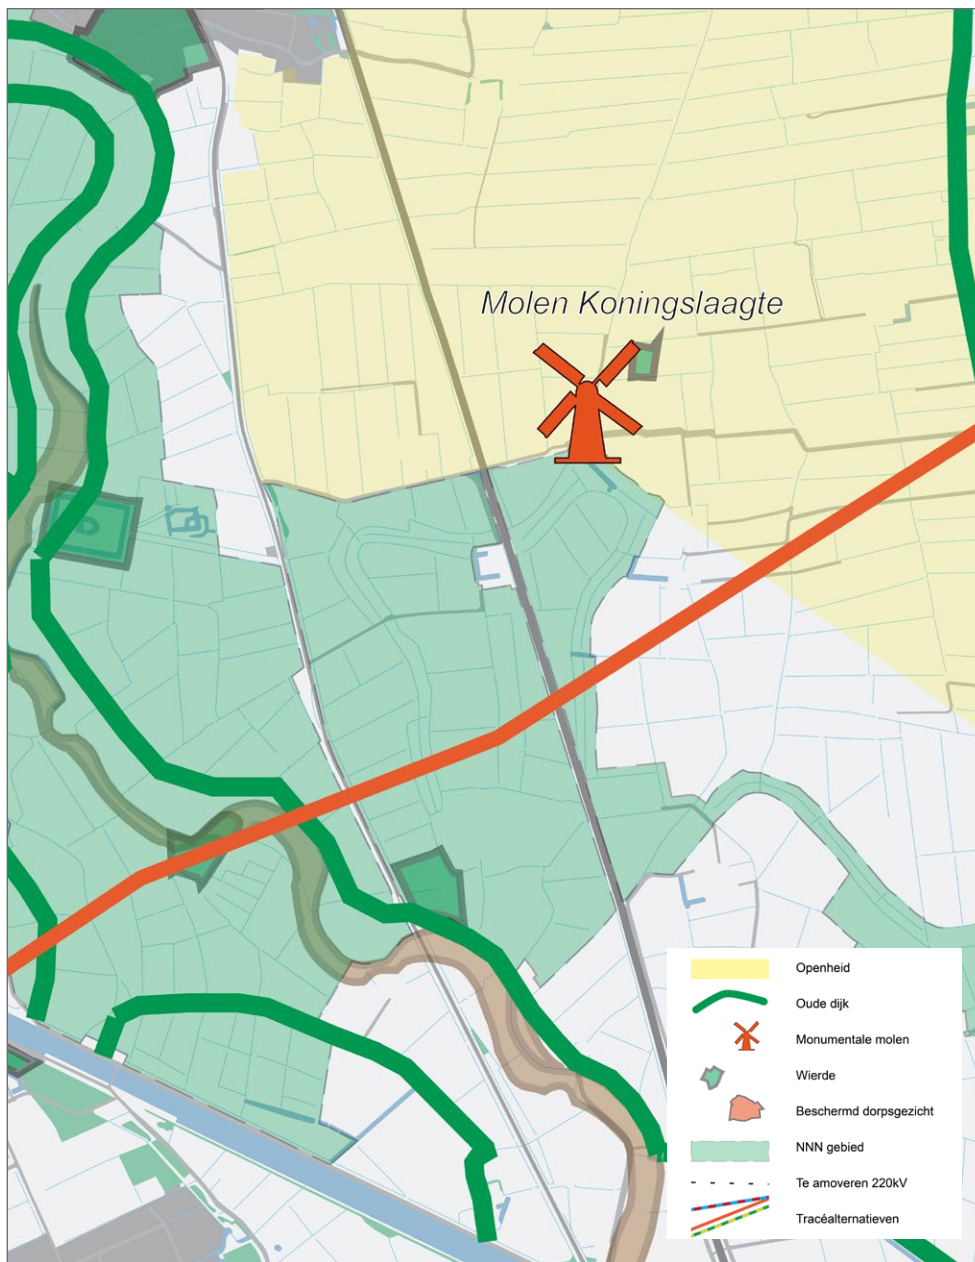 Molen Koningslaagte
Openheid
Oude dijk
Monumentale molen
Wierde
Beschermd dorpsgezicht
NNN gebied
Te amoveren 220kV
Tracéalternatieven